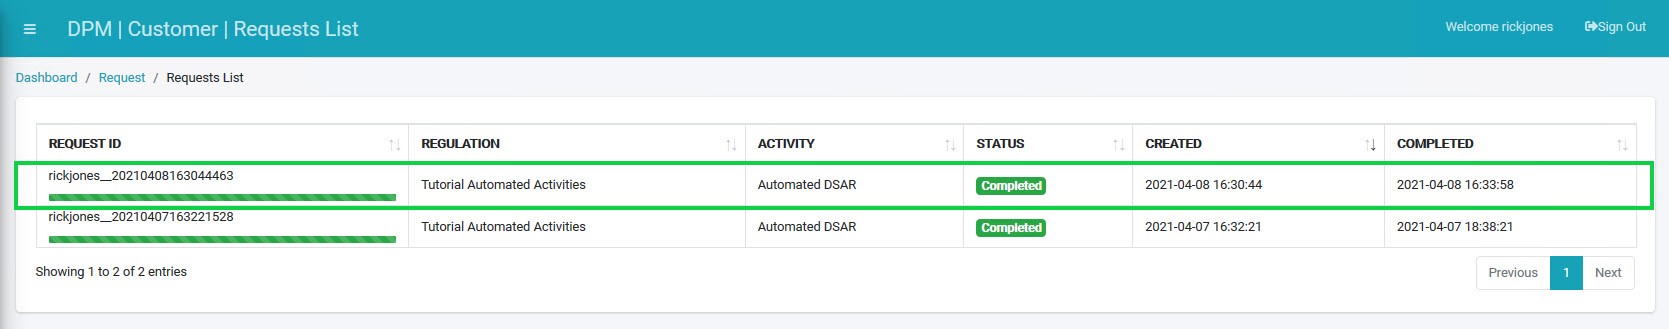 DPM | Customer | Requests List
Welcome rickjones
Sign Out
Dashboard / Request / Requests List
REQUEST ID REGULATION ACTIVITY STATUS CREATED COMPLETED
rickjones__20210408163044463 Tutorial Automated Activities Automated DSAR Completed 2021-04-08 16:30:44 2021-04-08 16:33:58
rickjones__20210407163221528 Tutorial Automated Activities Automated DSAR Completed 2021-04-07 16:32:21 2021-04-07 18:38:21
Showing 1 to 2 of 2 entries
Previous 1 Next